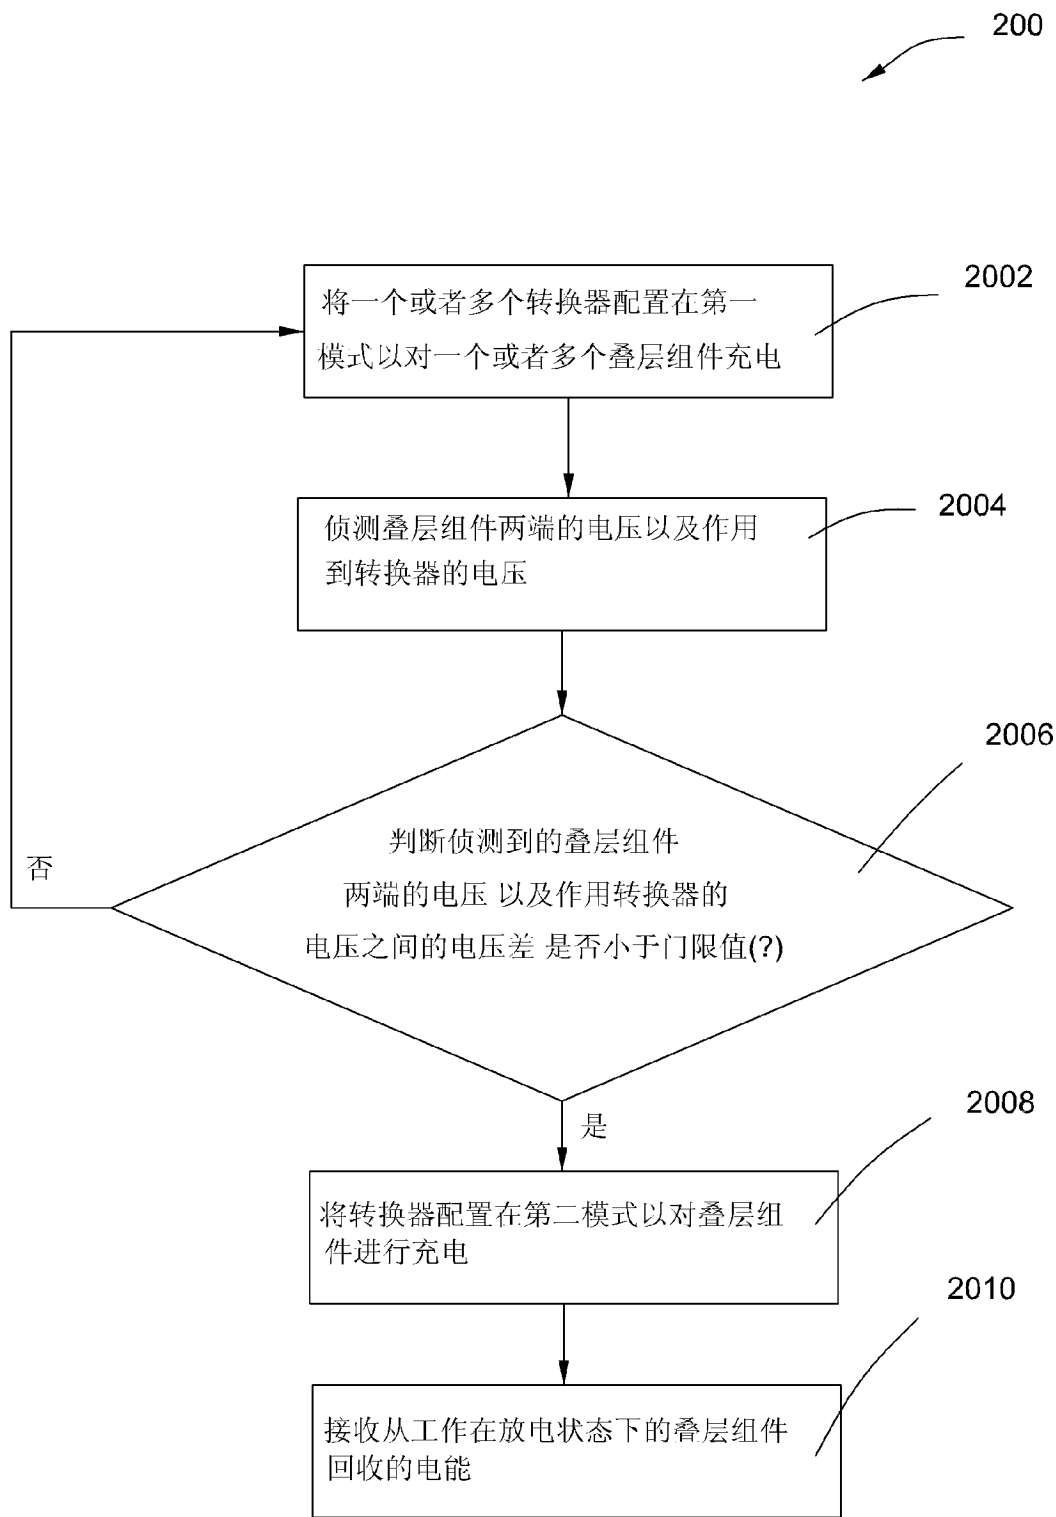 200
2002
将一个或者多个转换器配置在第一
模式以对一个或者多个叠层组件充电
2004
侦测叠层组件两端的电压以及作用
到转换器的电压
2006
判断侦测到的叠层组件
两端的电压 以及作用转换器的
电压之间的电压差 是否小于门限值(?)
否
是
2008
将转换器配置在第二模式以对叠层组
件进行充电
2010
接收从工作在放电状态下的叠层组件
回收的电能